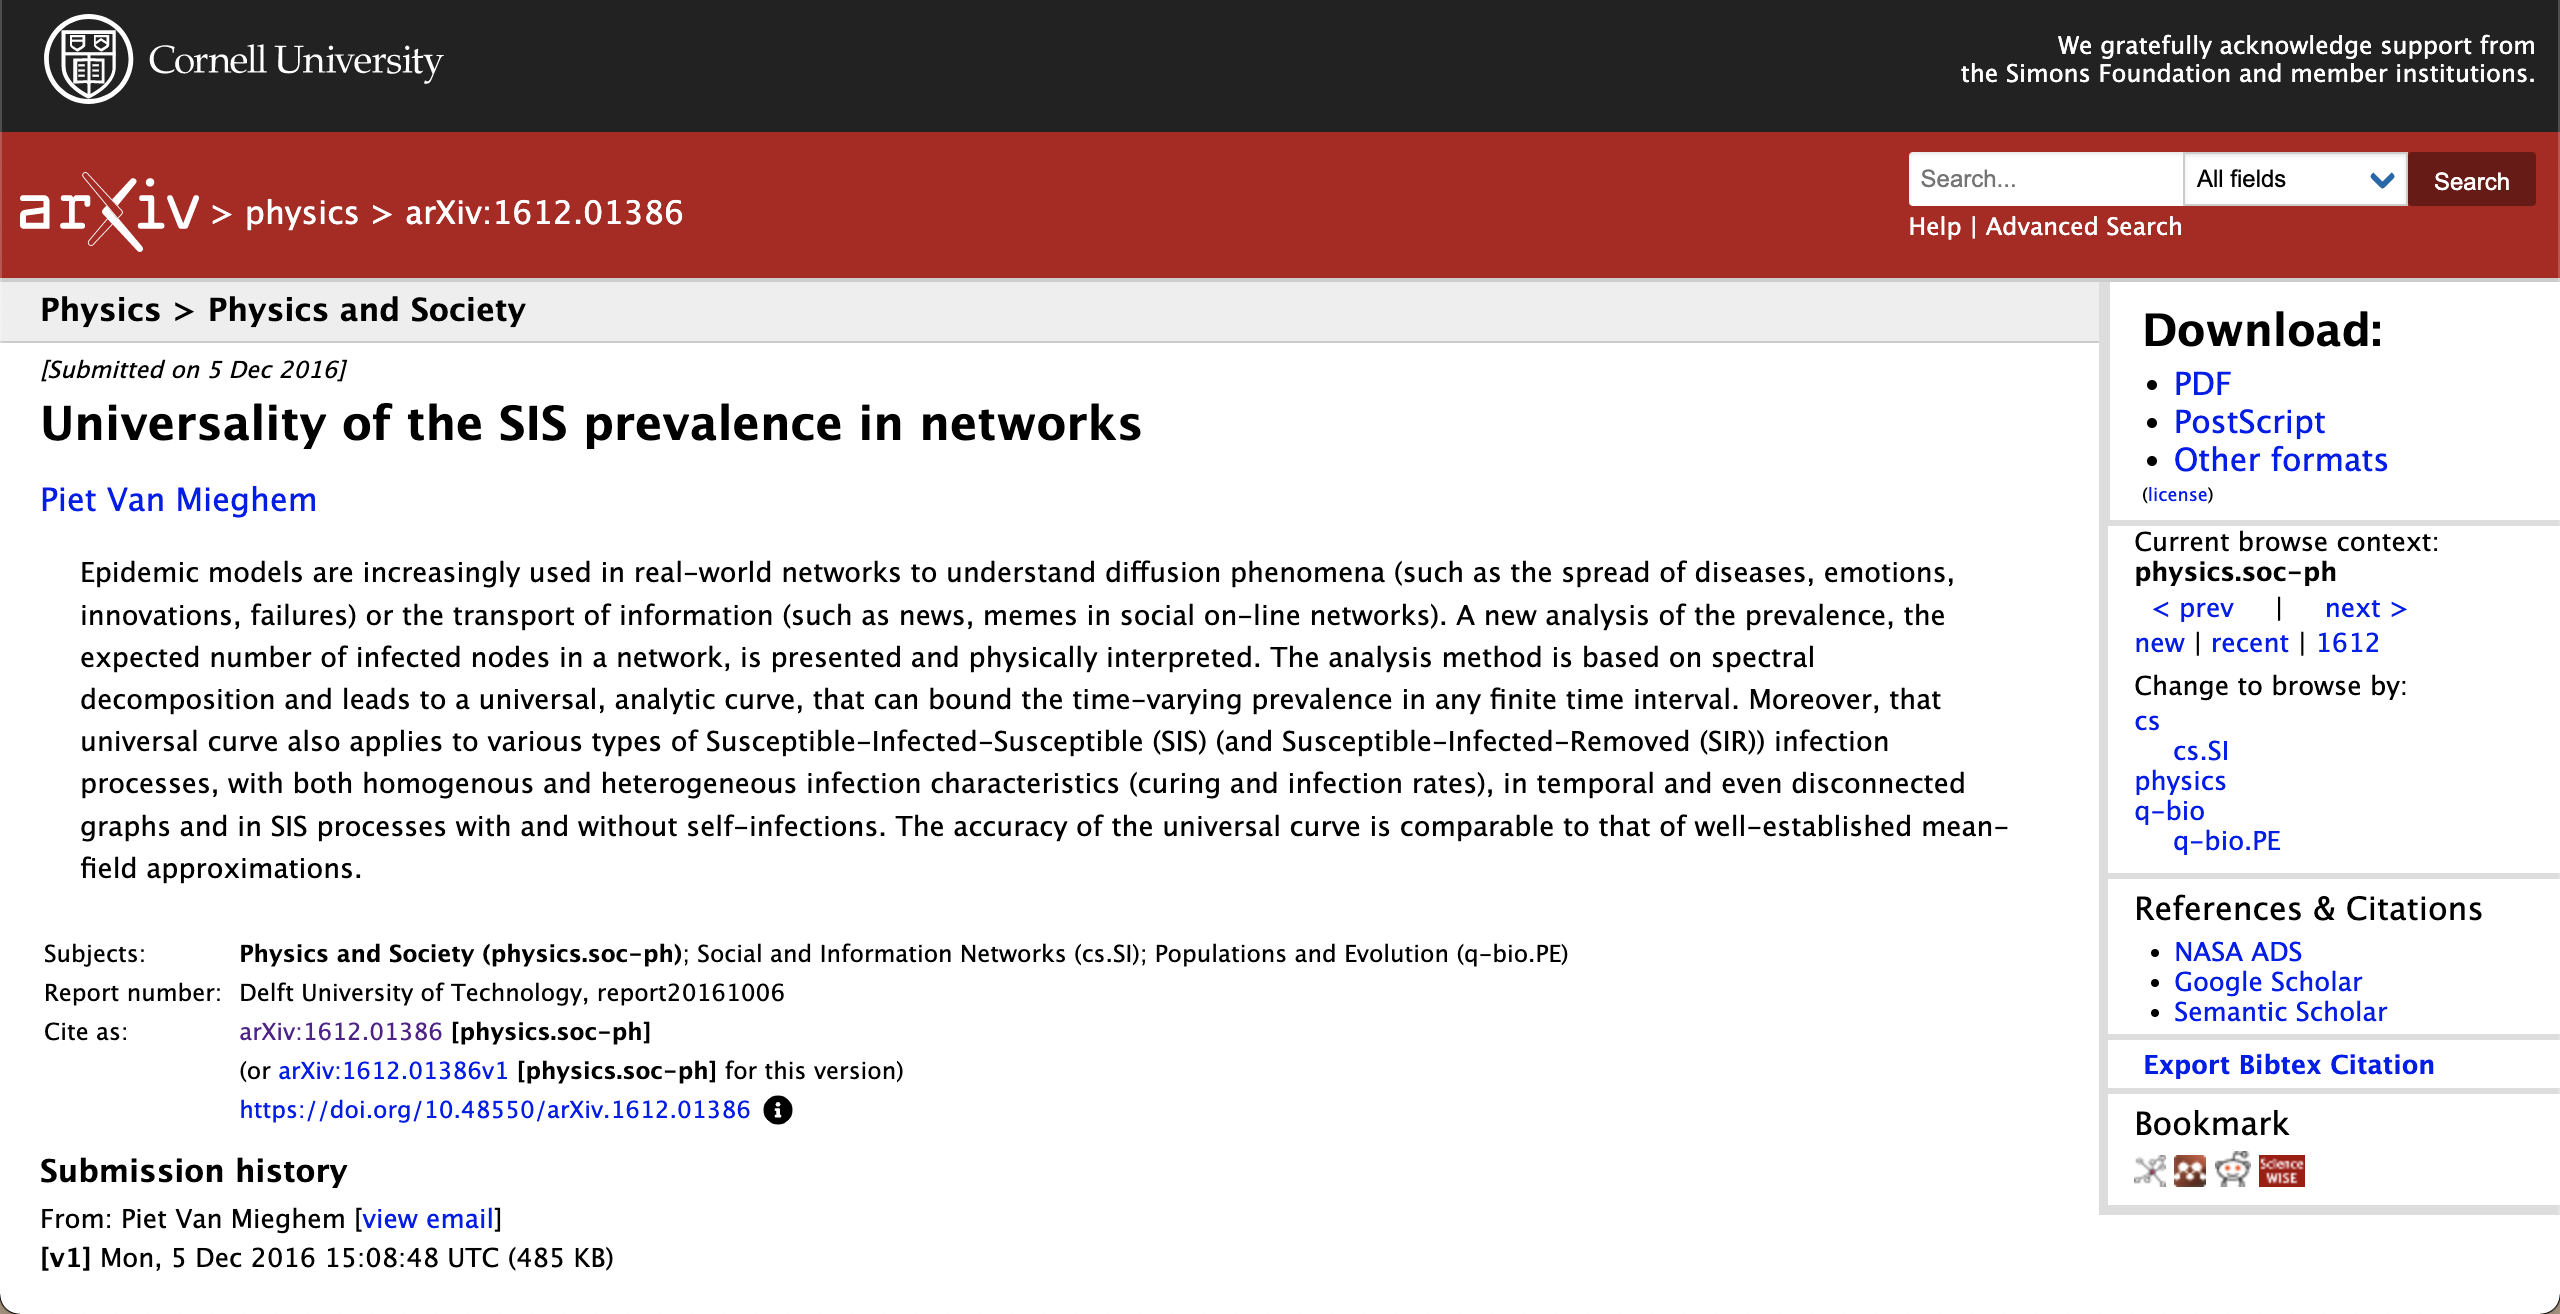 Cornell University
We gratefully acknowledge support from
the Simons Foundation and member institutions.
arXiv > physics > arXiv:1612.01386
Search...
All fields
Search
Help | Advanced Search
Physics > Physics and Society
[Submitted on 5 Dec 2016]
Universality of the SIS prevalence in networks
Piet Van Mieghem
Epidemic models are increasingly used in real-world networks to understand diffusion phenomena (such as the spread of diseases, emotions,
innovations, failures) or the transport of information (such as news, memes in social on-line networks). A new analysis of the prevalence, the
expected number of infected nodes in a network, is presented and physically interpreted. The analysis method is based on spectral
decomposition and leads to a universal, analytic curve, that can bound the time-varying prevalence in any finite time interval. Moreover, that
universal curve also applies to various types of Susceptible-Infected-Susceptible (SIS) (and Susceptible-Infected-Removed (SIR)) infection
processes, with both homogenous and heterogeneous infection characteristics (curing and infection rates), in temporal and even disconnected
graphs and in SIS processes with and without self-infections. The accuracy of the universal curve is comparable to that of well-established mean-
field approximations.
Subjects: Physics and Society (physics.soc-ph); Social and Information Networks (cs.SI); Populations and Evolution (q-bio.PE)
Report number: Delft University of Technology, report20161006
Cite as: arXiv:1612.01386 [physics.soc-ph]
(or arXiv:1612.01386v1 [physics.soc-ph] for this version)
https://doi.org/10.48550/arXiv.1612.01386
Submission history
From: Piet Van Mieghem [view email]
[v1] Mon, 5 Dec 2016 15:08:48 UTC (485 KB)
Download:
PDF
PostScript
Other formats
(license)
Current browse context:
physics.soc-ph
< prev | next >
new | recent | 1612
Change to browse by:
cs
cs.SI
physics
q-bio
q-bio.PE
References & Citations
NASA ADS
Google Scholar
Semantic Scholar
Export Bibtex Citation
Bookmark
Science
WISE